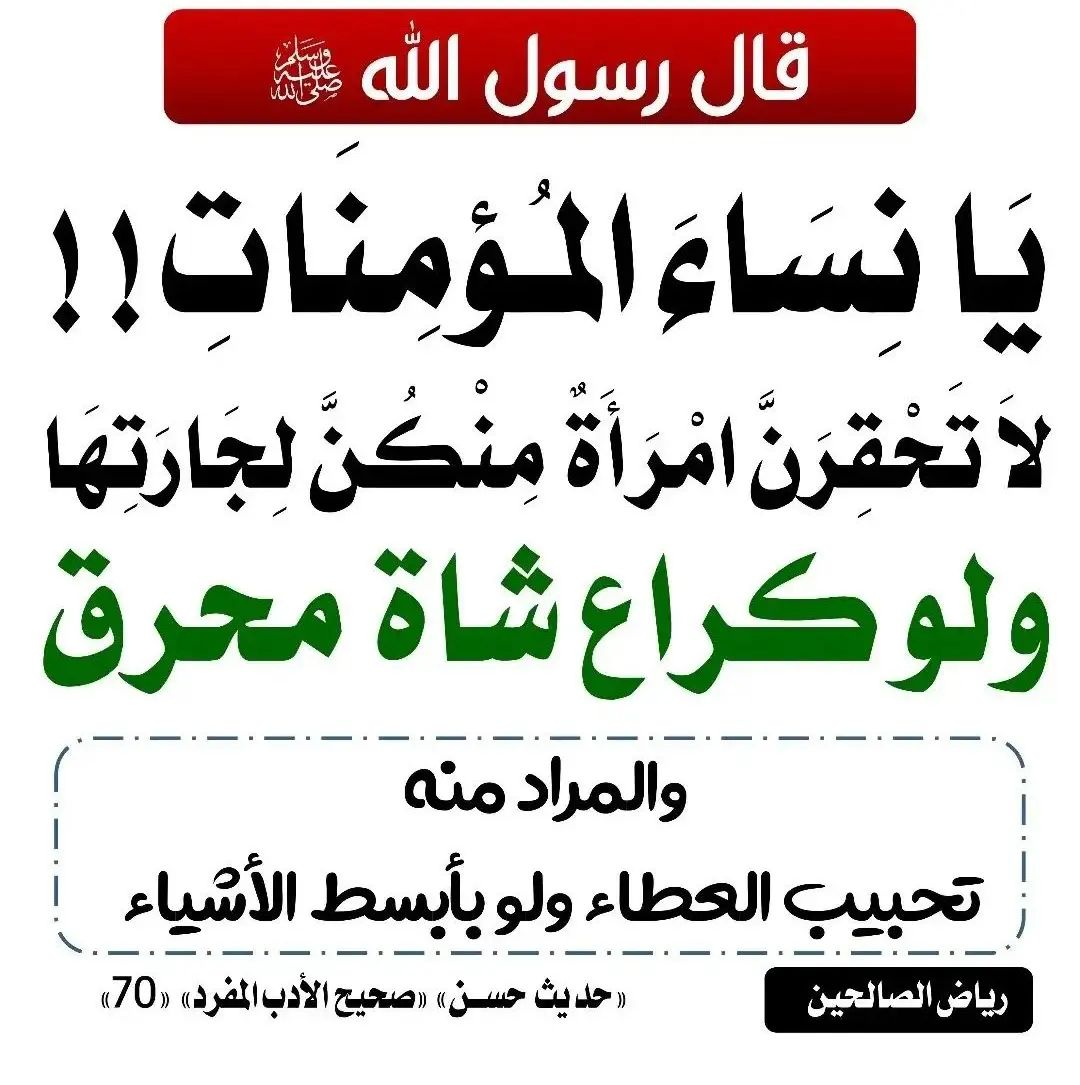 قال رسول الله ﷺ
يَا نِسَاءَ المُؤمِنَاتِ!!
لاَ تَحْقِرَنَّ امْرَأَةٌ مِنْكُنَّ لِجَارَتِهَا
ولو كراع شاة محرق
والمراد منه
تحبيب العطاء ولو بأبسط الأشياء
رياض الصالحين
«حديث حسن» «صحيح الأدب المفرد» «70»